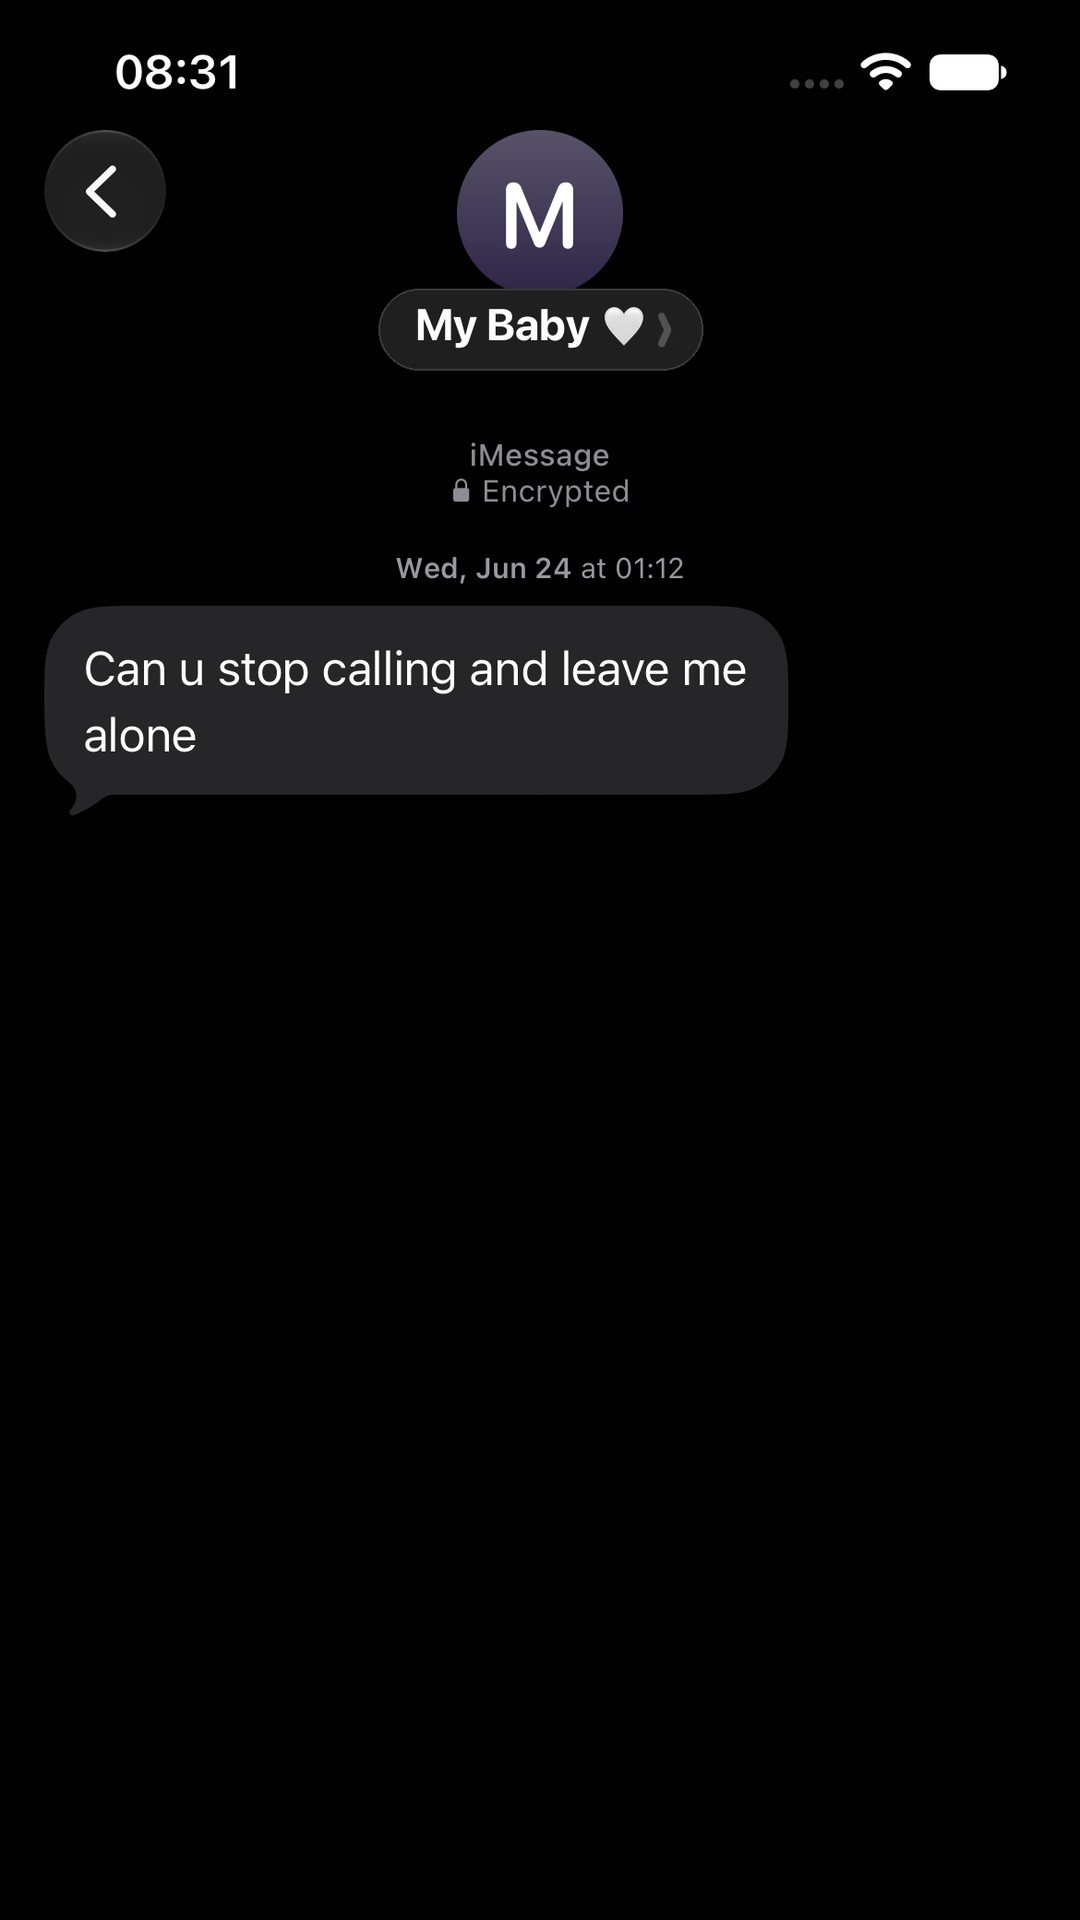 08:31
M
My Baby 🤍
iMessage
Encrypted
Wed, Jun 24 at 01:12
Can u stop calling and leave me
alone